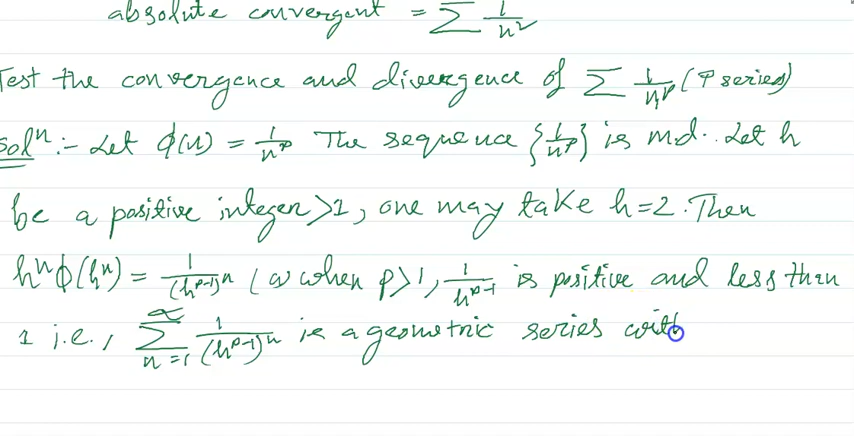 absolute convergent = Σ 1/n²
Test the convergence and divergence of Σ 1/n^p (P series)
Solⁿ :- Let φ(n) = 1/n^p The sequence {1/n^p} is m.d. Let h
be a positive integer >1, one may take h=2. Then
hⁿφ(hⁿ) = 1/(h^(p-1))ⁿ (a) when p>1, 1/h^(p-1) is positive and less than
1 i.e., Σ_{n=1}^{∞} 1/(h^(p-1))ⁿ is a geometric series with